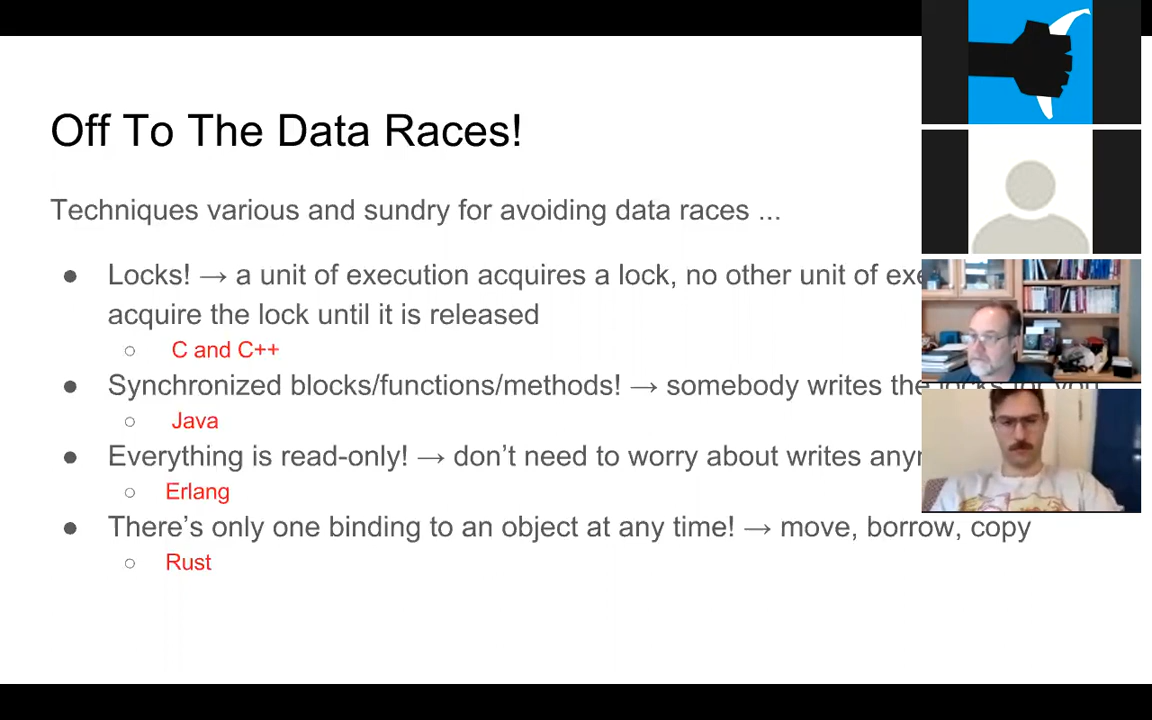 Off To The Data Races!
Techniques various and sundry for avoiding data races ...
● Locks! → a unit of execution acquires a lock, no other unit of
acquire the lock until it is released
○ C and C++
● Synchronized blocks/functions/methods! → somebody writes the locks for you
○ Java
● Everything is read-only! → don’t need to worry about writes
○ Erlang
● There’s only one binding to an object at any time! → move, borrow, copy
○ Rust